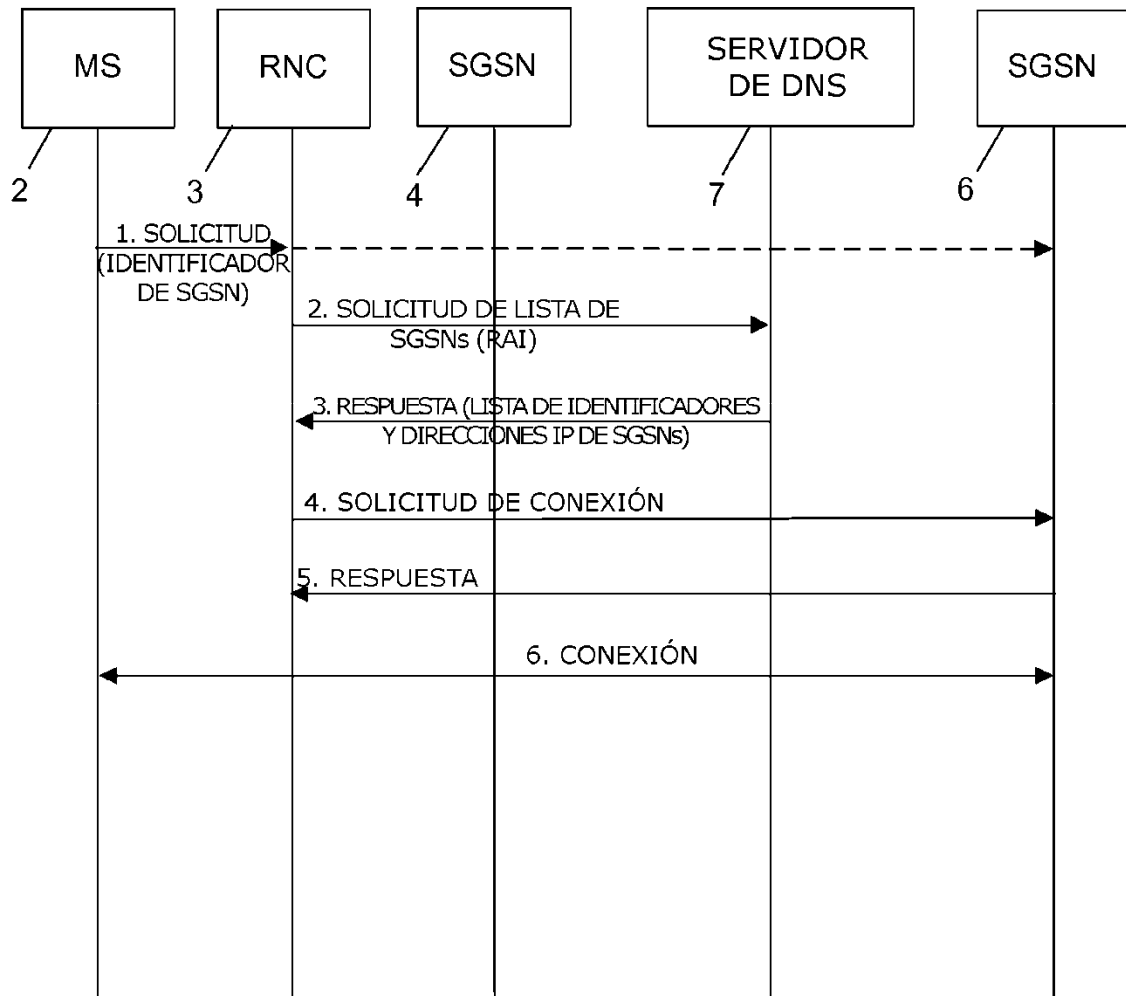 MS
RNC
SGSN
SERVIDOR
DE DNS
SGSN
2
3
4
7
6
1. SOLICITUD
(IDENTIFICADOR
DE SGSN)
2. SOLICITUD DE LISTA DE
SGSNs (RAI)
3. RESPUESTA (LISTA DE IDENTIFICADORES
Y DIRECCIONES IP DE SGSNs)
4. SOLICITUD DE CONEXIÓN
5. RESPUESTA
6. CONEXIÓN